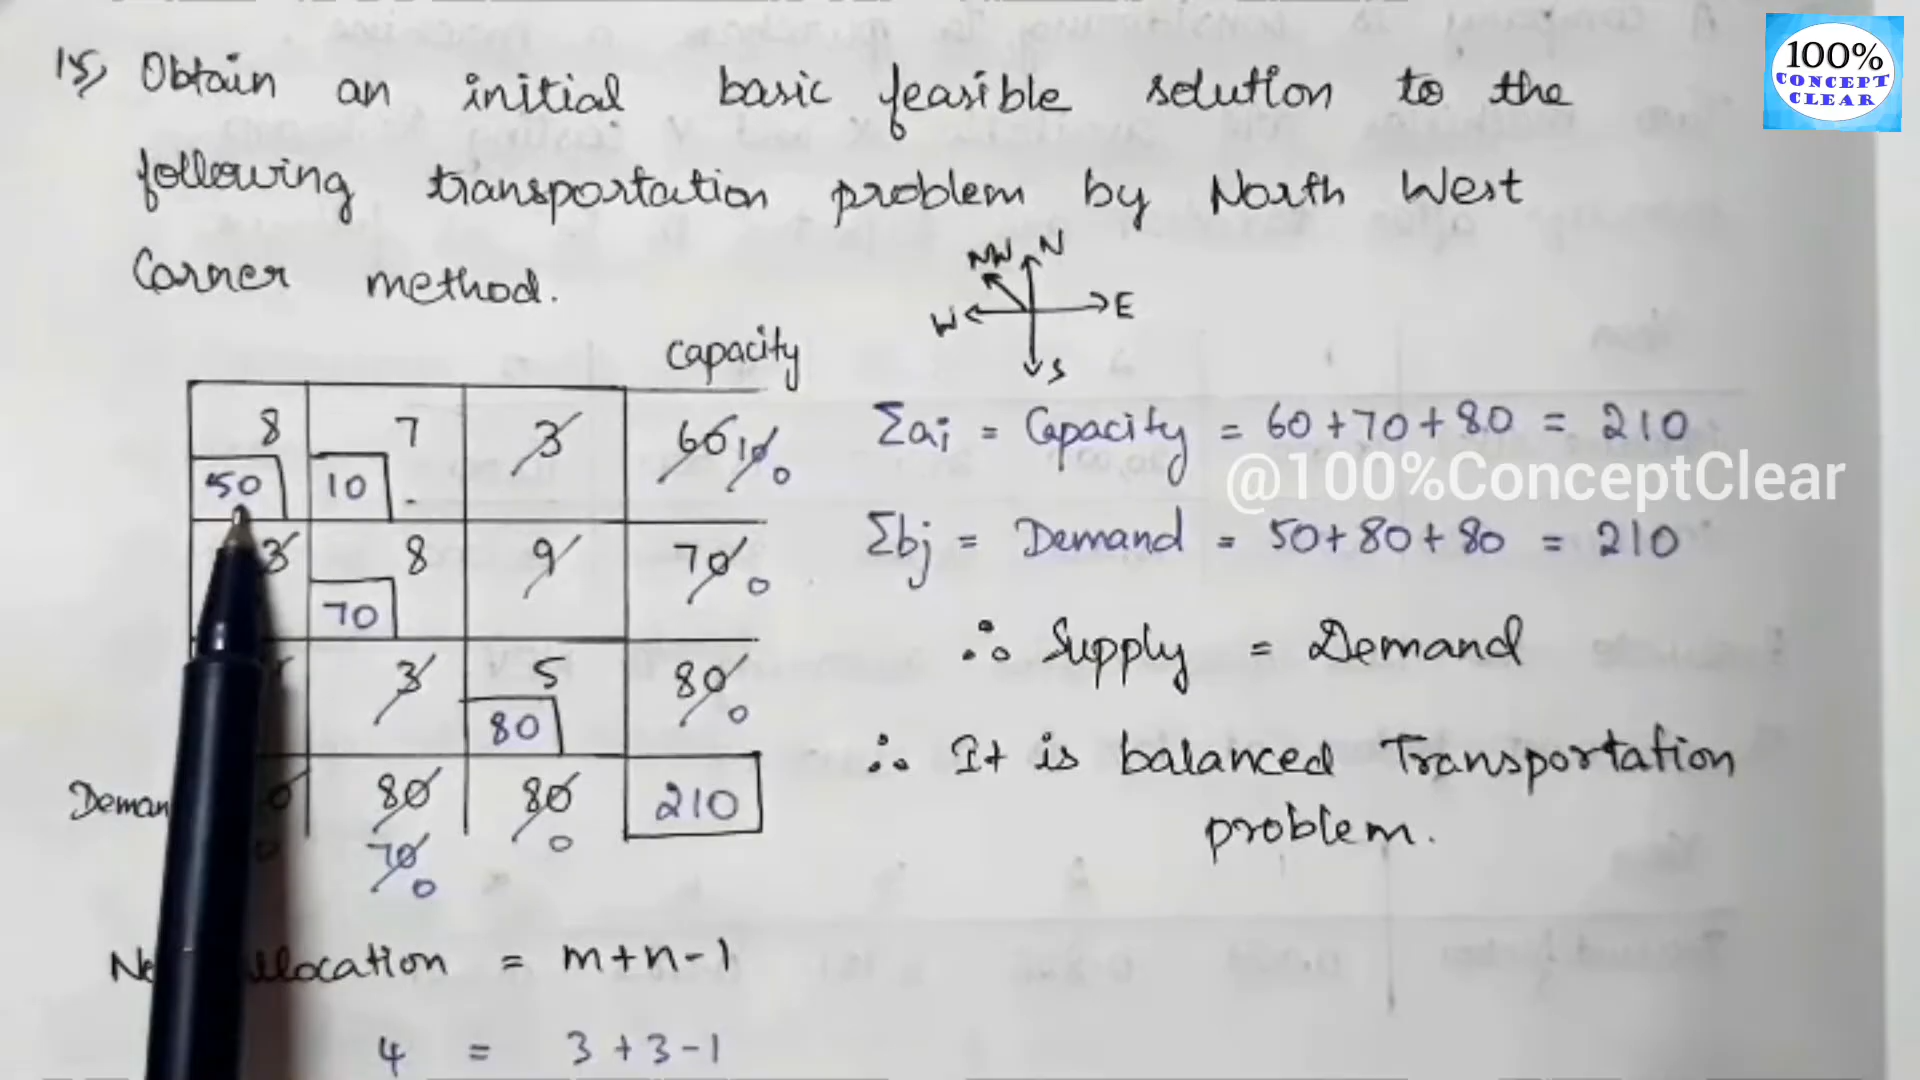 15) Obtain an initial basic feasible solution to the
following transportation problem by North West
Corner method.
NW N
W E
S
Capacity
8 7 3 60 10 0
50 10
3 8 9 70 0
70
3 5 80 0
80
80 80 210
70 0 0
Σai = Capacity = 60+70+80 = 210
Σbj = Demand = 50+80+80 = 210
∴ Supply = Demand
∴ It is balanced Transportation
problem.
= m+n-1
4 = 3+3-1
100%
CONCEPT
CLEAR
@100%ConceptClear